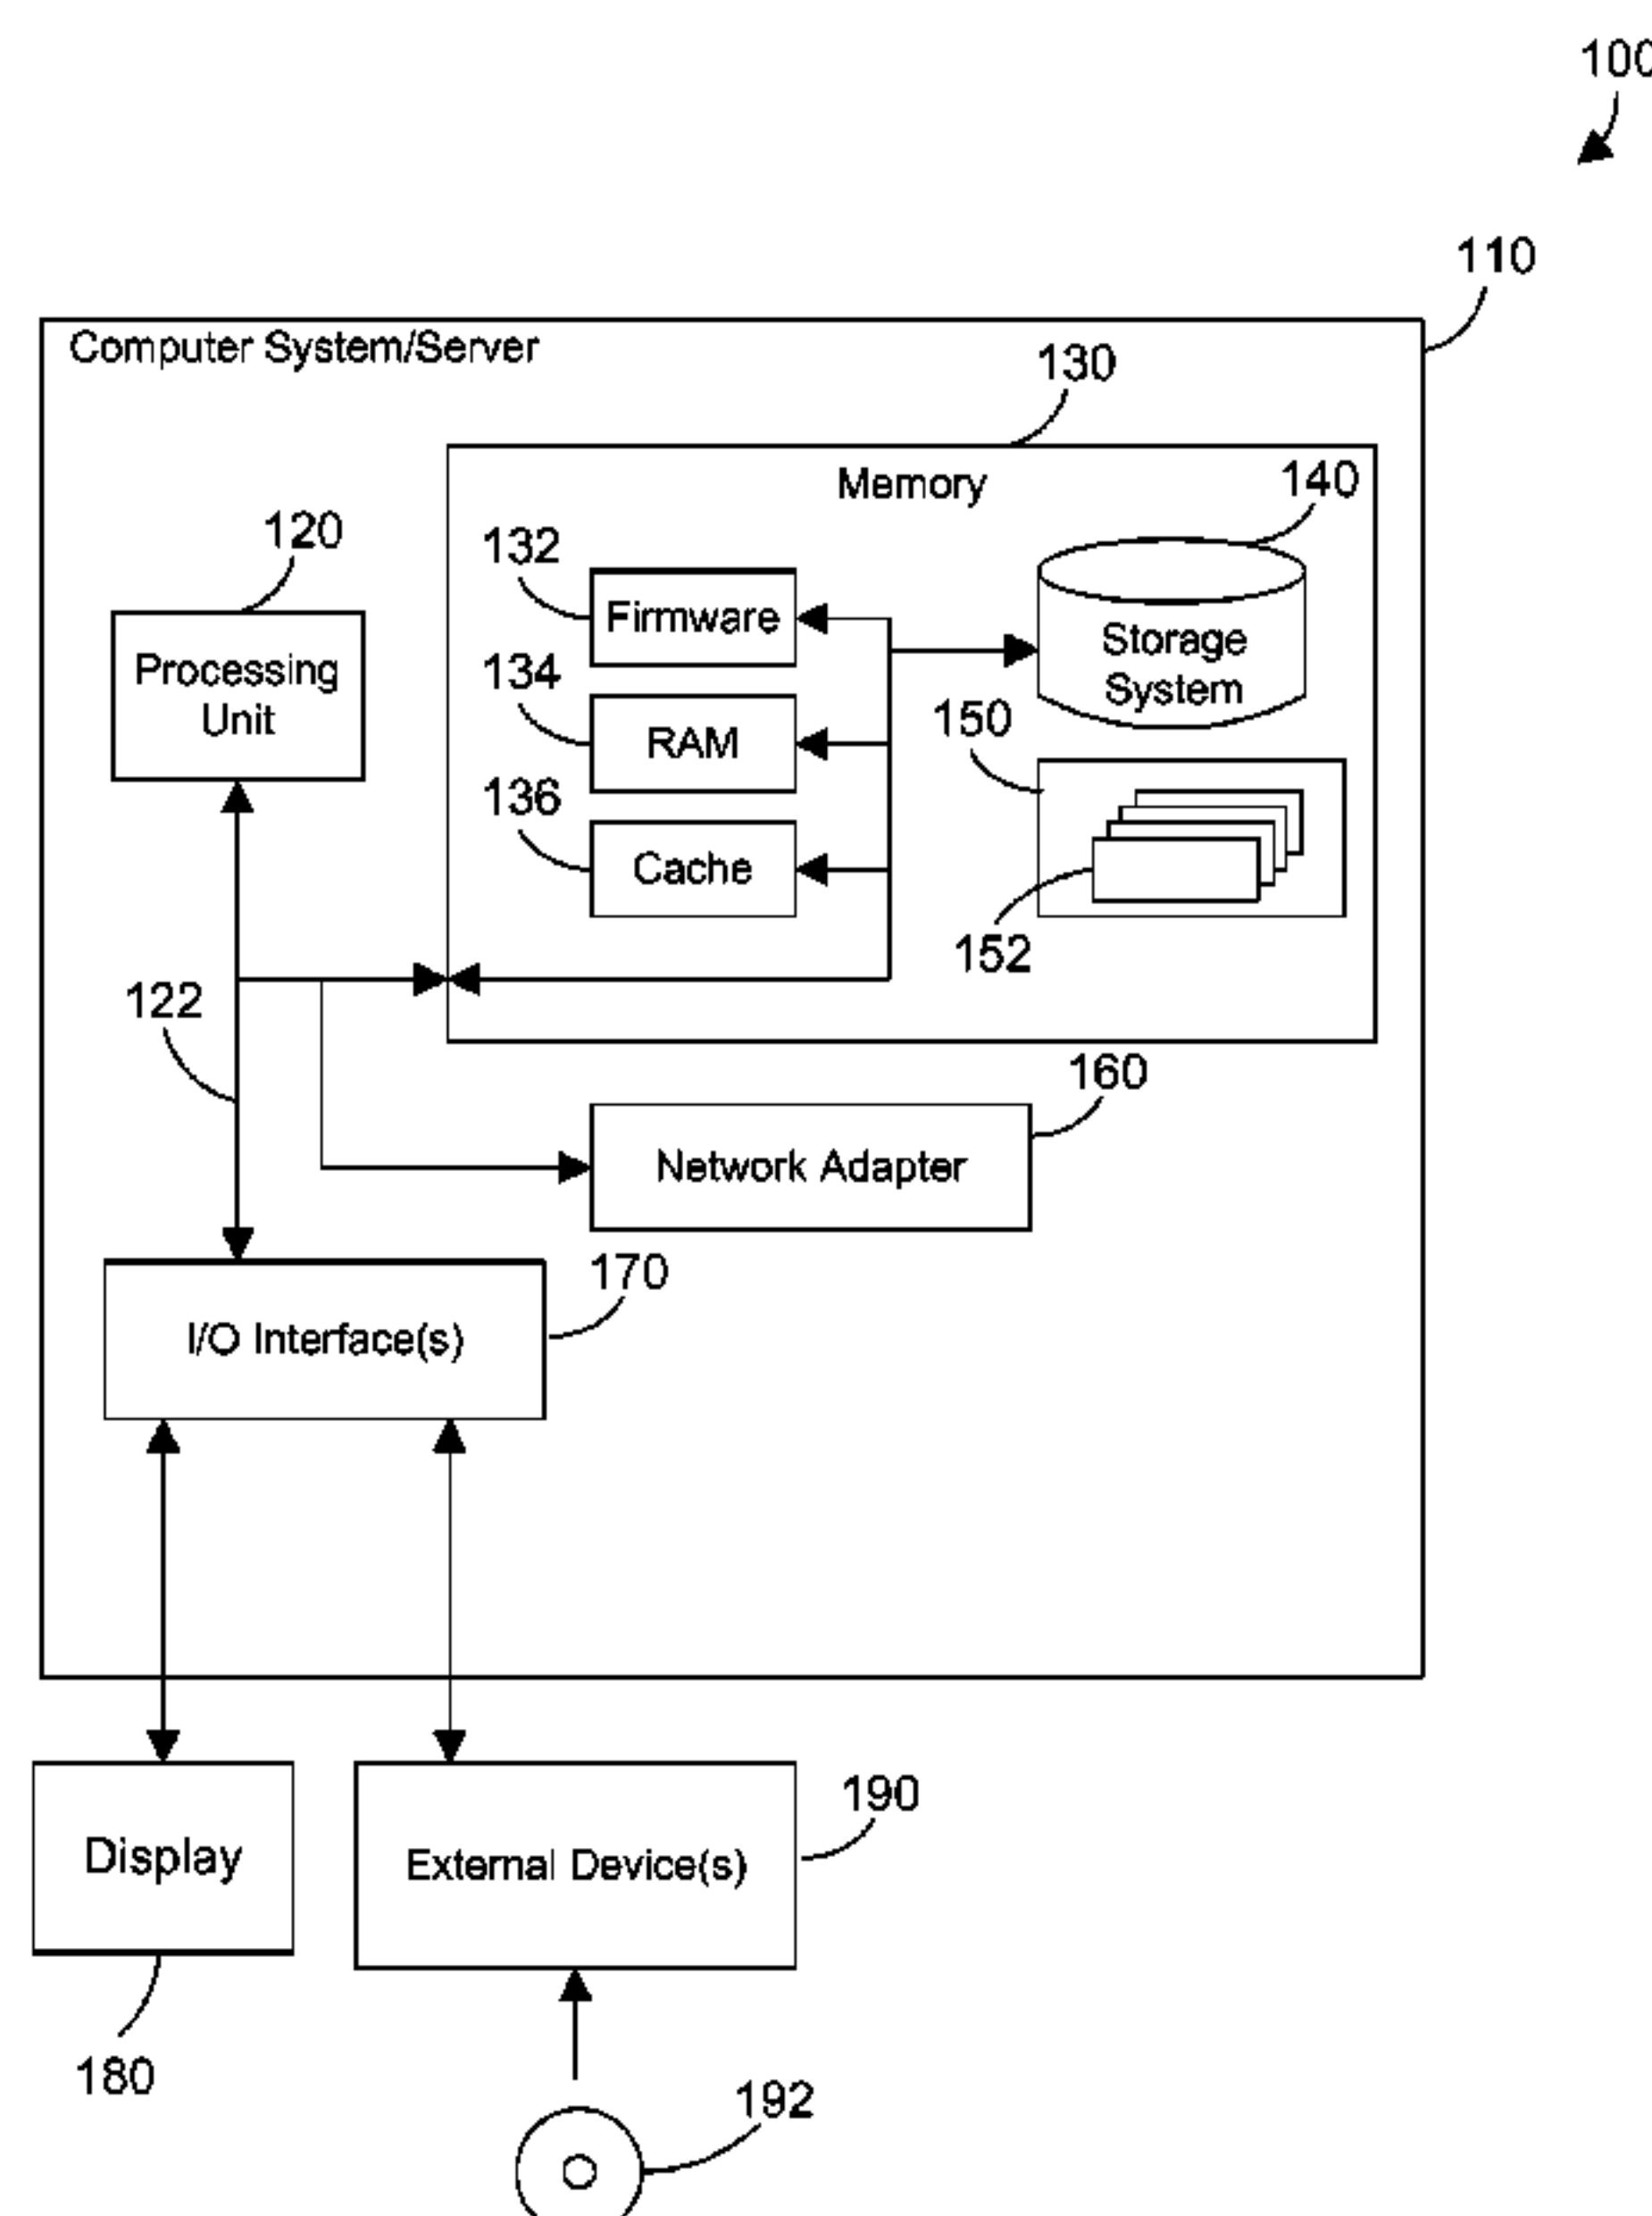 100
110
Computer System/Server
130
Memory
140
120
132
Firmware
Storage
System
Processing
Unit
134
RAM
150
136
Cache
152
122
160
Network Adapter
170
I/O Interface(s)
190
Display
External Device(s)
180
192